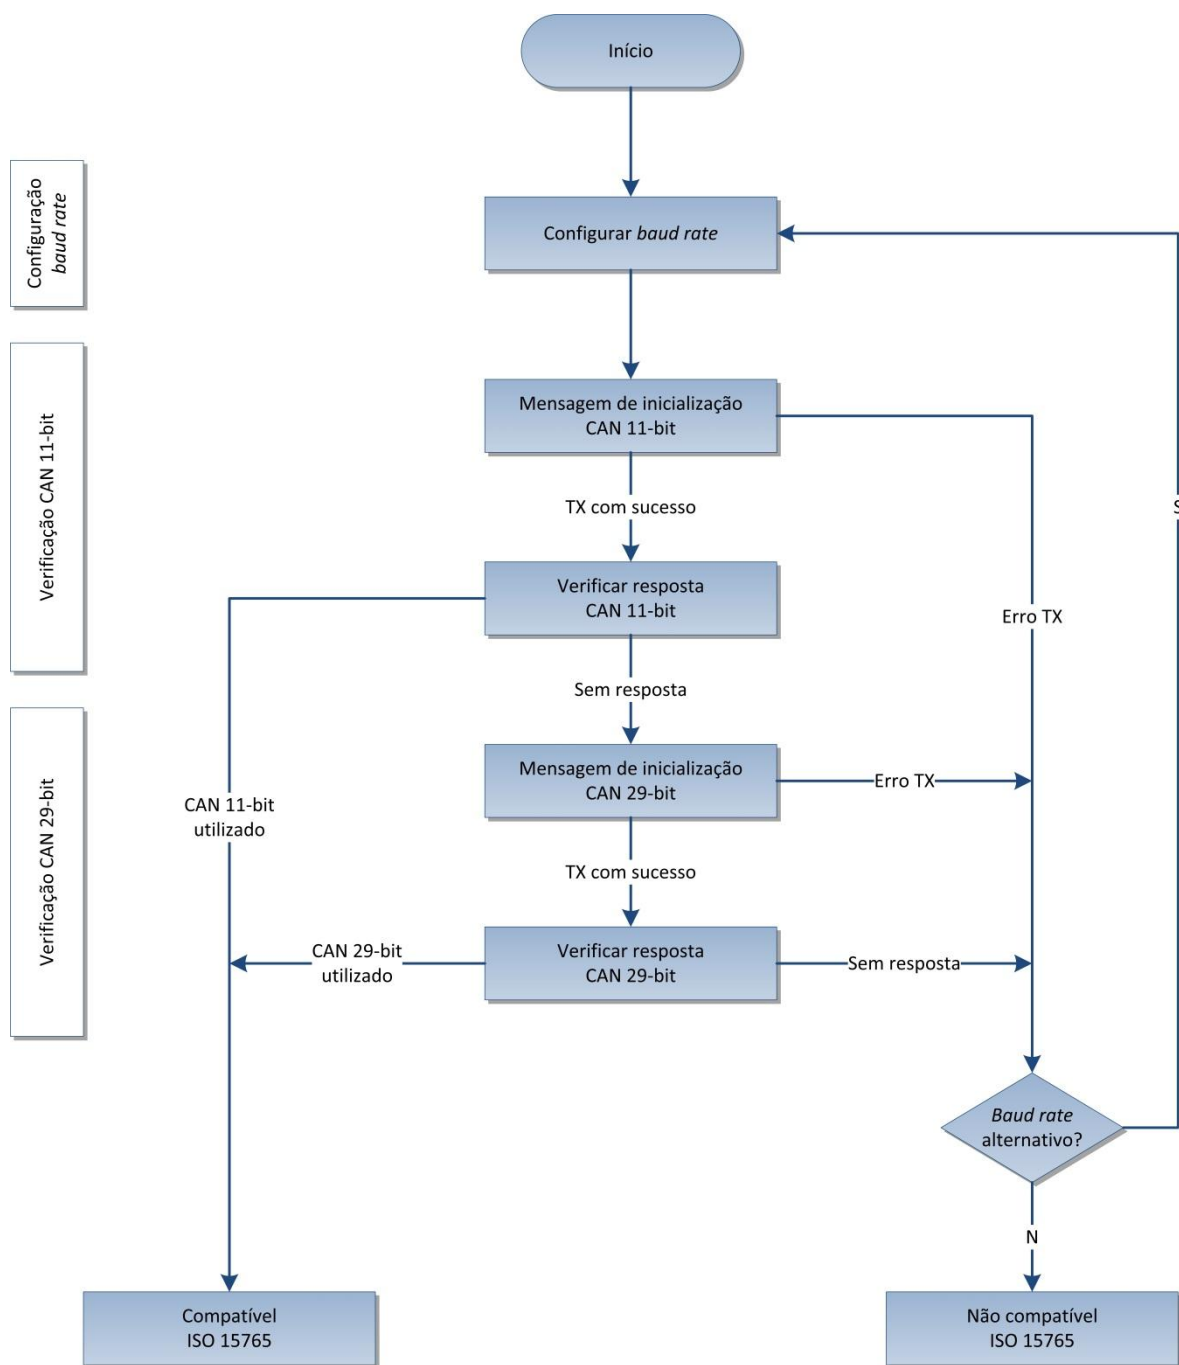 Início
Configuração
baud rate
Configurar baud rate
Verificação CAN 11-bit
Mensagem de inicialização
CAN 11-bit
TX com sucesso
S
Verificar resposta
CAN 11-bit
Erro TX
Sem resposta
Verificação CAN 29-bit
Mensagem de inicialização
CAN 29-bit
Erro TX
CAN 11-bit
utilizado
TX com sucesso
CAN 29-bit
utilizado
Verificar resposta
CAN 29-bit
Sem resposta
Baud rate
alternativo?
N
Compatível
ISO 15765
Não compatível
ISO 15765